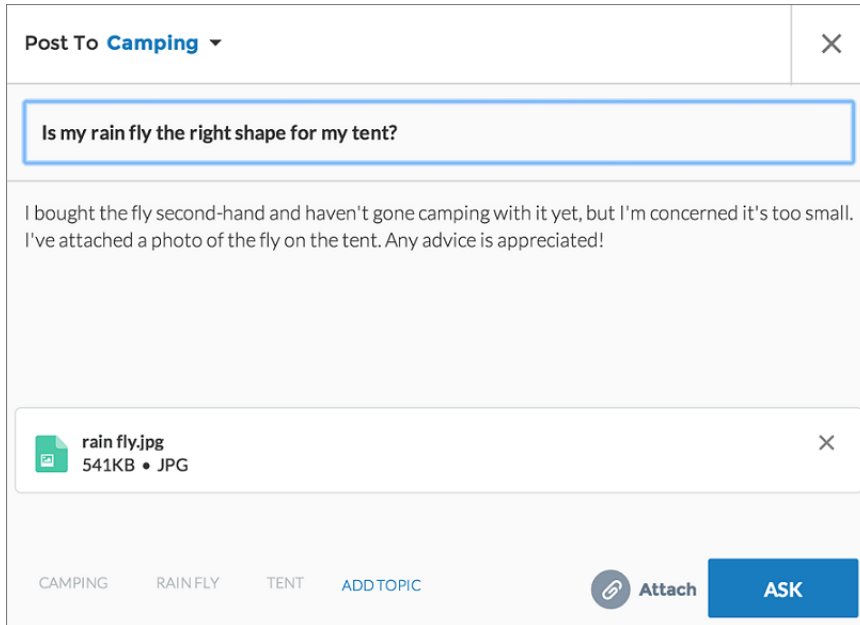 Post To Camping
Is my rain fly the right shape for my tent?
I bought the fly second-hand and haven't gone camping with it yet, but I'm concerned it's too small.
I've attached a photo of the fly on the tent. Any advice is appreciated!
rain fly.jpg
541KB • JPG
CAMPING RAIN FLY TENT ADD TOPIC Attach ASK